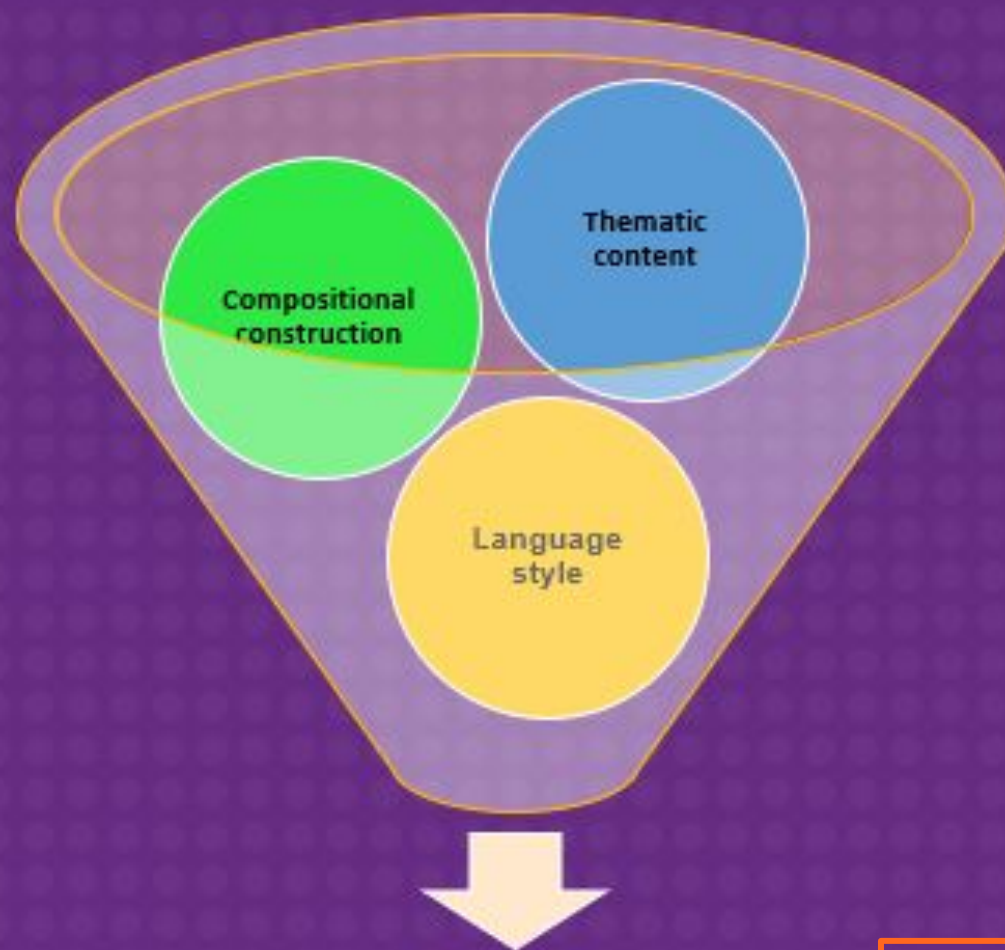 Thematic
content
Compositional
construction
Language
style